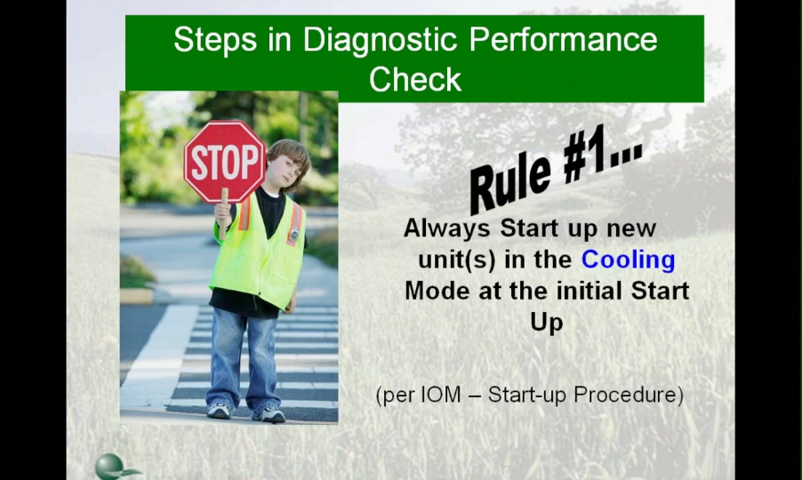 Steps in Diagnostic Performance
Check
STOP
Rule #1...
Always Start up new
unit(s) in the Cooling
Mode at the initial Start
Up
(per IOM – Start-up Procedure)